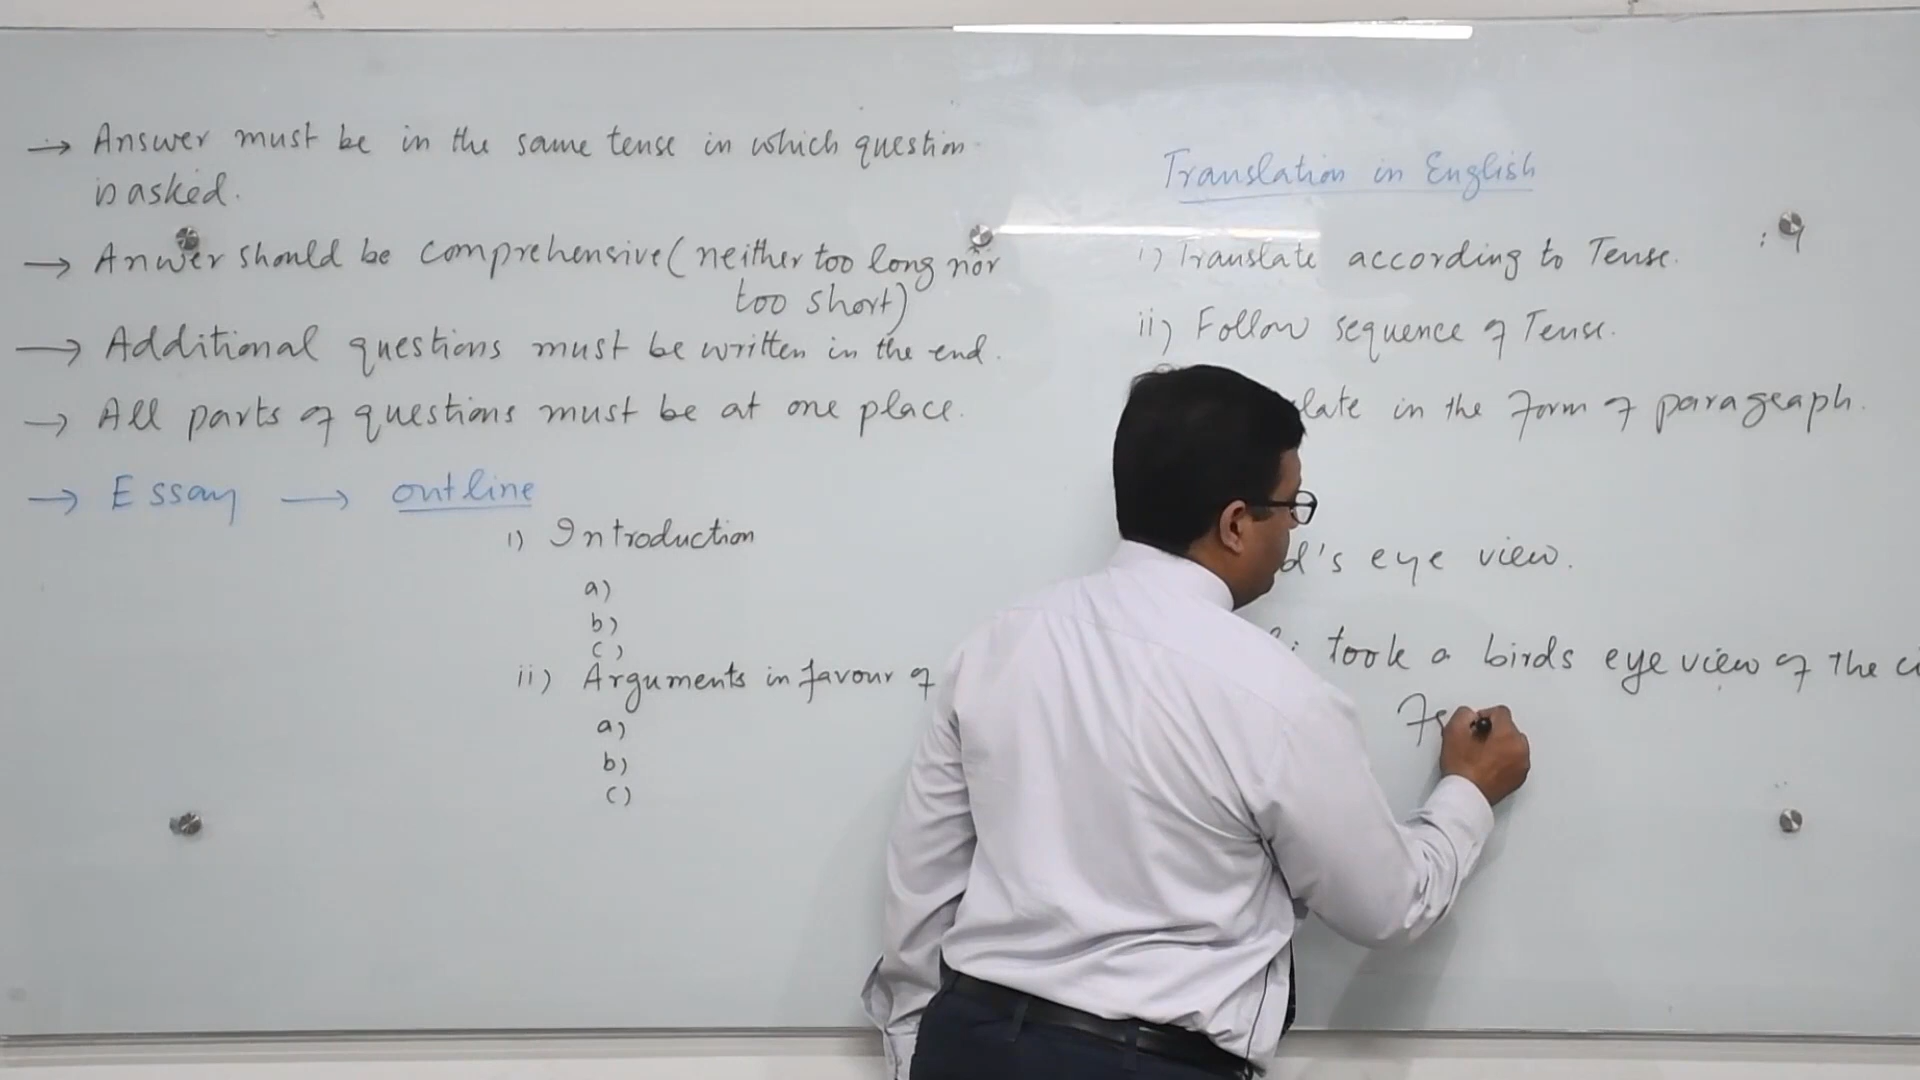 → Answer must be in the same tense in which question
is asked.
→ Anwer should be comprehensive (neither too long nor
too short)
→ Additional questions must be written in the end.
→ All parts of questions must be at one place.
→ Essay → outline
i) Introduction
a)
b)
c)
ii) Arguments in favour of
a)
b)
c)
Translation in English
i) Translate according to Tense.
ii) Follow sequence of Tense.
late in the form of paragraph.
d's eye view.
took a birds eye view of the ci